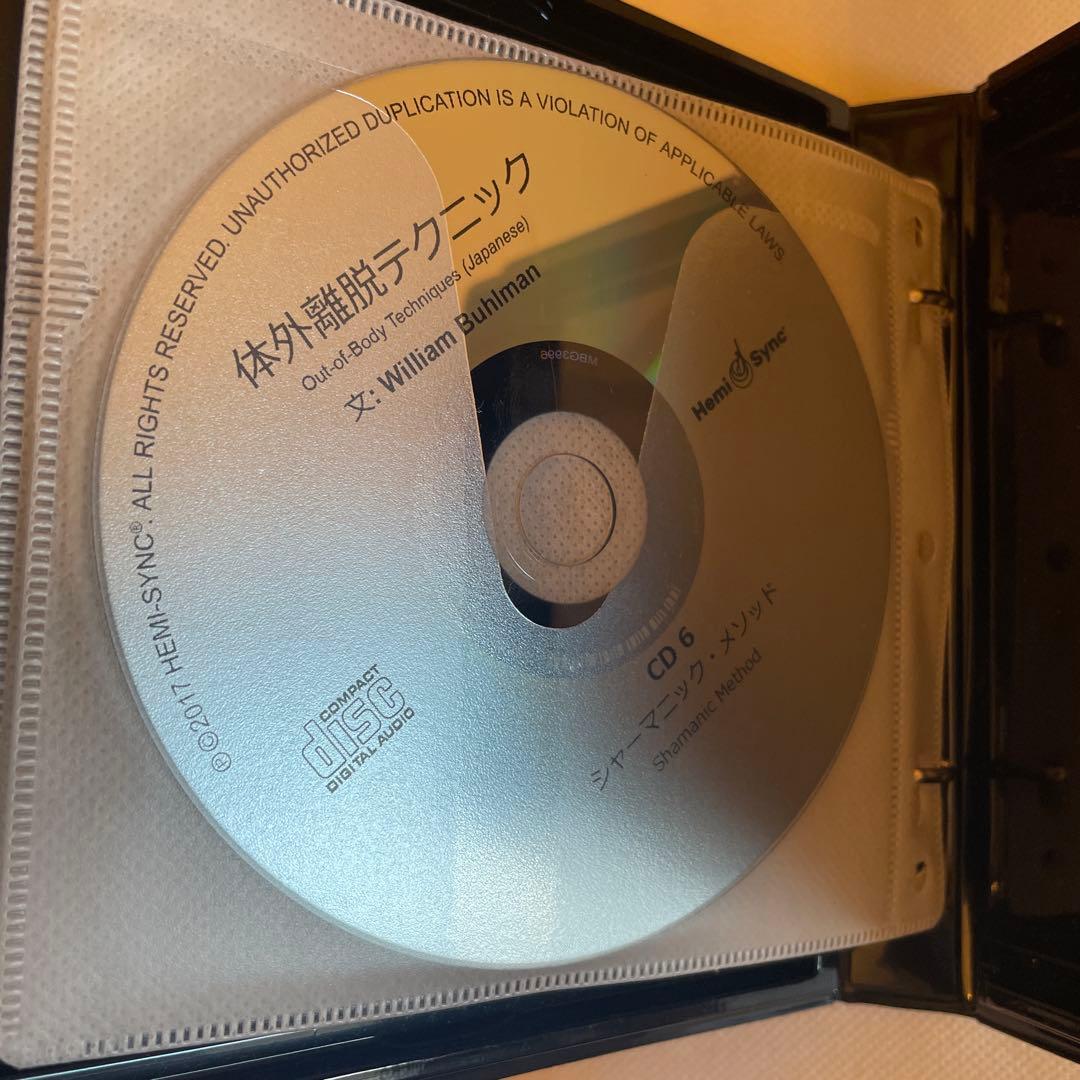 ℗©2017 HEMI-SYNC®. ALL RIGHTS RESERVED. UNAUTHORIZED DUPLICATION IS A VIOLATION OF APPLICABLE LAWS.
体外離脱テクニック
Out-of-Body Techniques (Japanese)
文: William Buhlman
Hemi Sync®
CD 6
シャーマニック・メソッド
Shamanic Method
COMPACT
disc
DIGITAL AUDIO